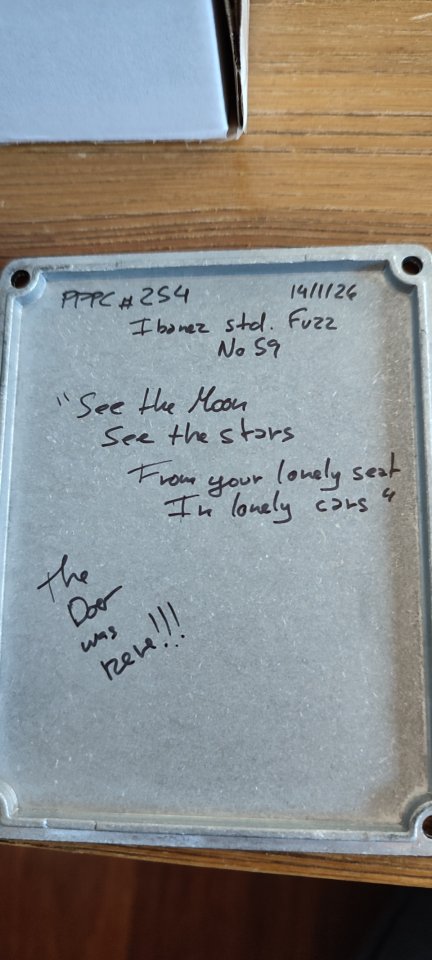 PPPC #254 14/1/26
Ibanez std. Fuzz
No 59
"See the Moon
See the stars
From your lonely seat
In lonely cars"
the
Door
was
here!!!